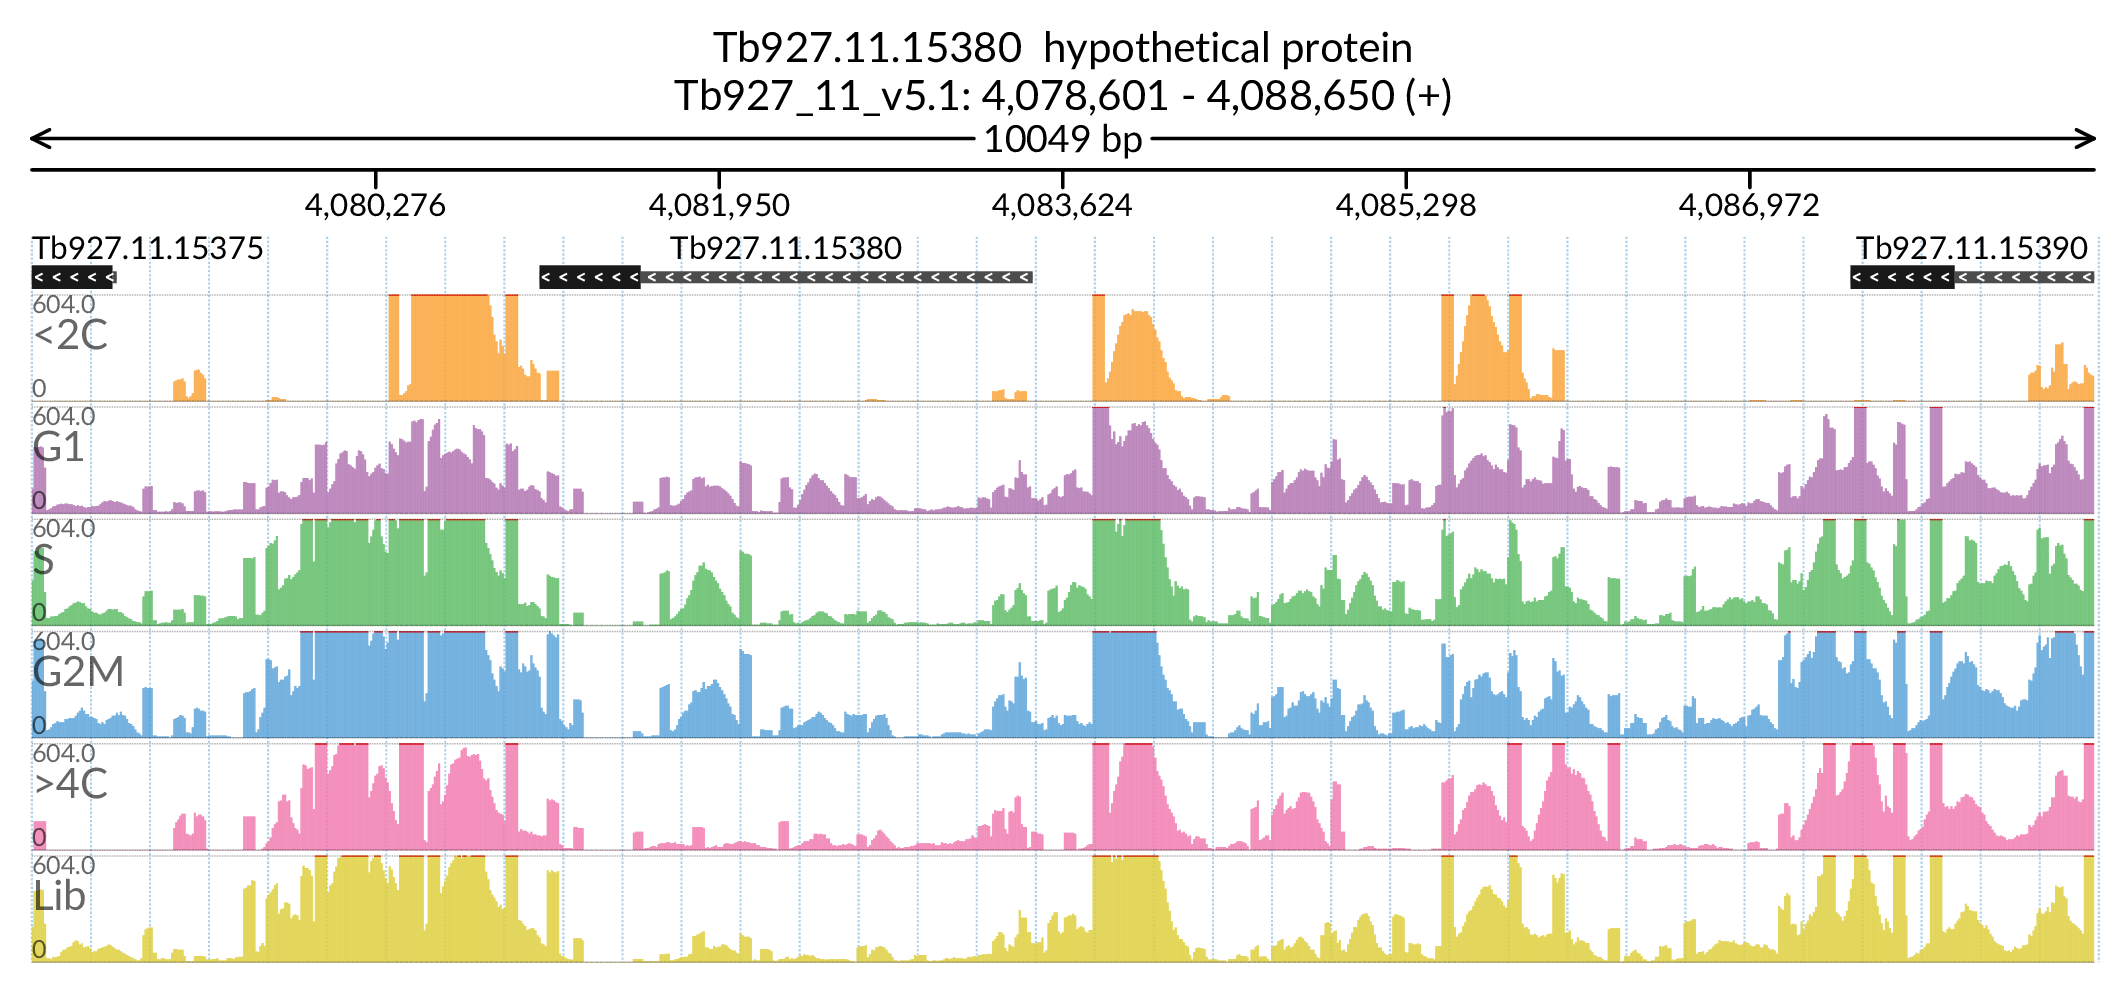 Tb927.11.15380 hypothetical protein
Tb927_11_v5.1: 4,078,601 - 4,088,650 (+)
10049 bp
4,080,276 4,081,950 4,083,624 4,085,298 4,086,972
Tb927.11.15375 Tb927.11.15380 Tb927.11.15390
604.0
<2C
0
604.0
G1
0
604.0
S
0
604.0
G2M
0
604.0
>4C
0
604.0
Lib
0